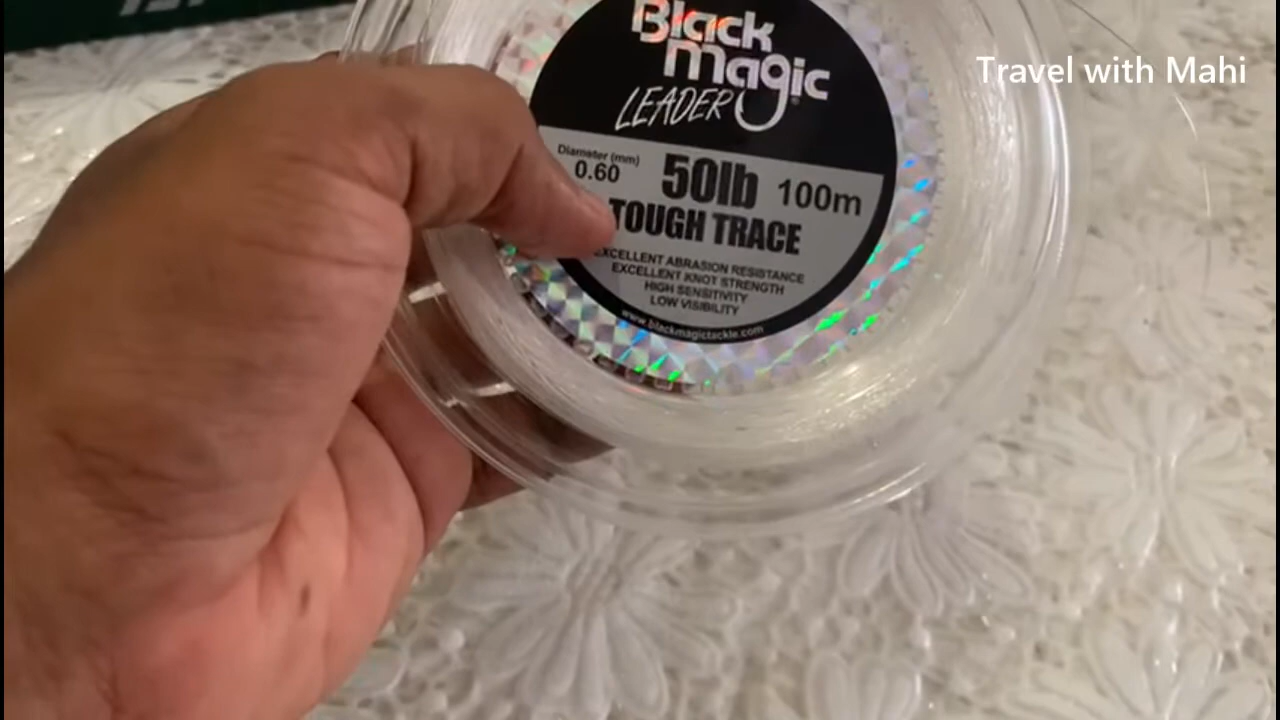 Black
magic
LEADER
Travel with Mahi
Diameter (mm)
0.60
50lb
100m
TOUGH TRACE
EXCELLENT ABRASION RESISTANCE
EXCELLENT KNOT STRENGTH
HIGH SENSITIVITY
LOW VISIBILITY
www.blackmagictackle.com